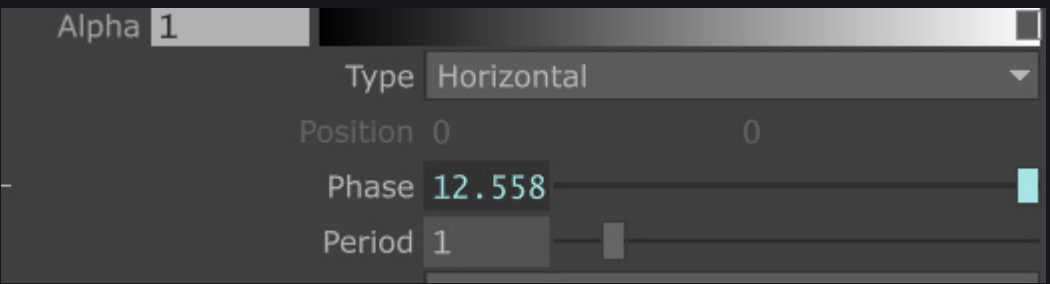 Alpha 1
Type Horizontal
Position 0 0
Phase 12.558
Period 1